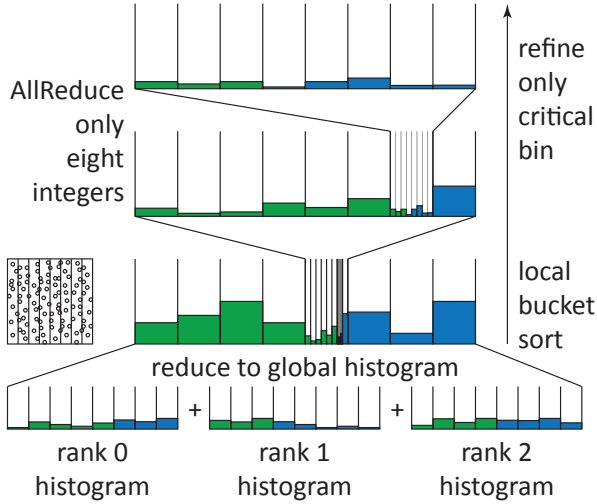 AllReduce
only
eight
integers
refine
only
critical
bin
local
bucket
sort
reduce to global histogram
+
+
rank 0
histogram
rank 1
histogram
rank 2
histogram